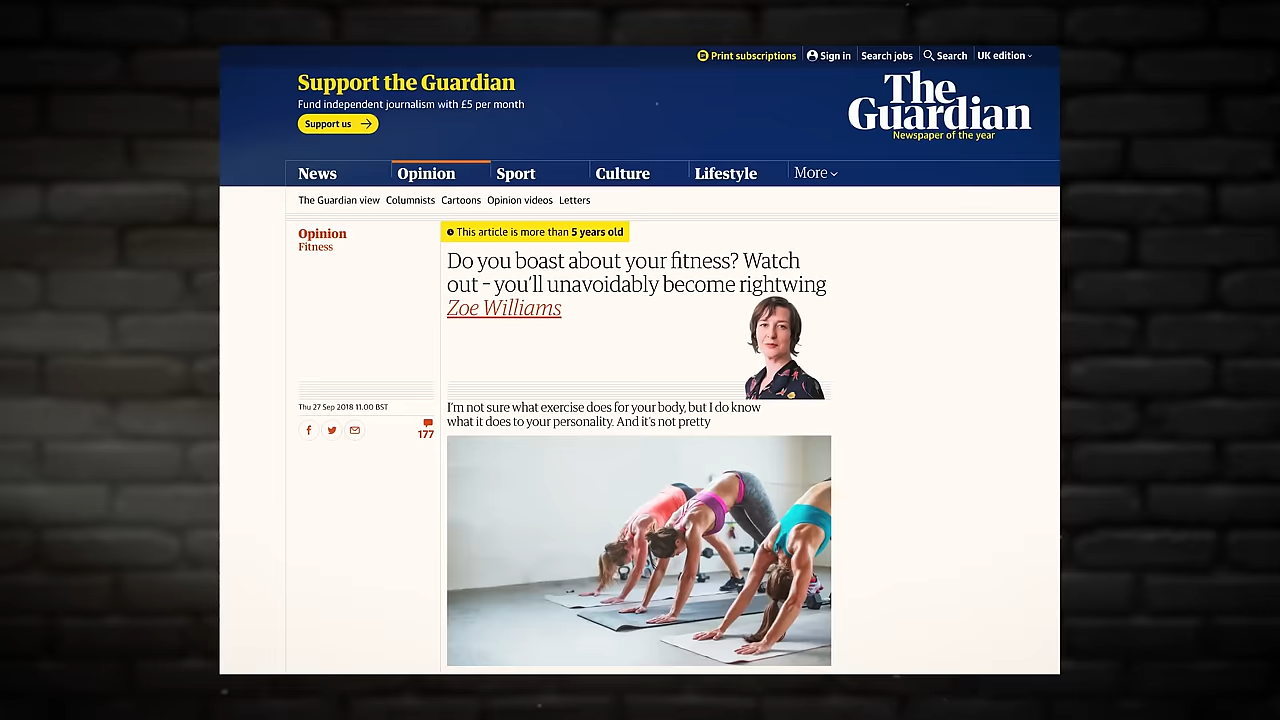 Print subscriptions
Sign in
Search jobs
Search
UK edition
Support the Guardian
Fund independent journalism with £5 per month
Support us
The
Guardian
Newspaper of the year
News
Opinion
Sport
Culture
Lifestyle
More
The Guardian view
Columnists
Cartoons
Opinion videos
Letters
Opinion
Fitness
This article is more than 5 years old
Do you boast about your fitness? Watch
out – you'll unavoidably become rightwing
Zoe Williams
Thu 27 Sep 2018 11.00 BST
177
I'm not sure what exercise does for your body, but I do know
what it does to your personality. And it's not pretty